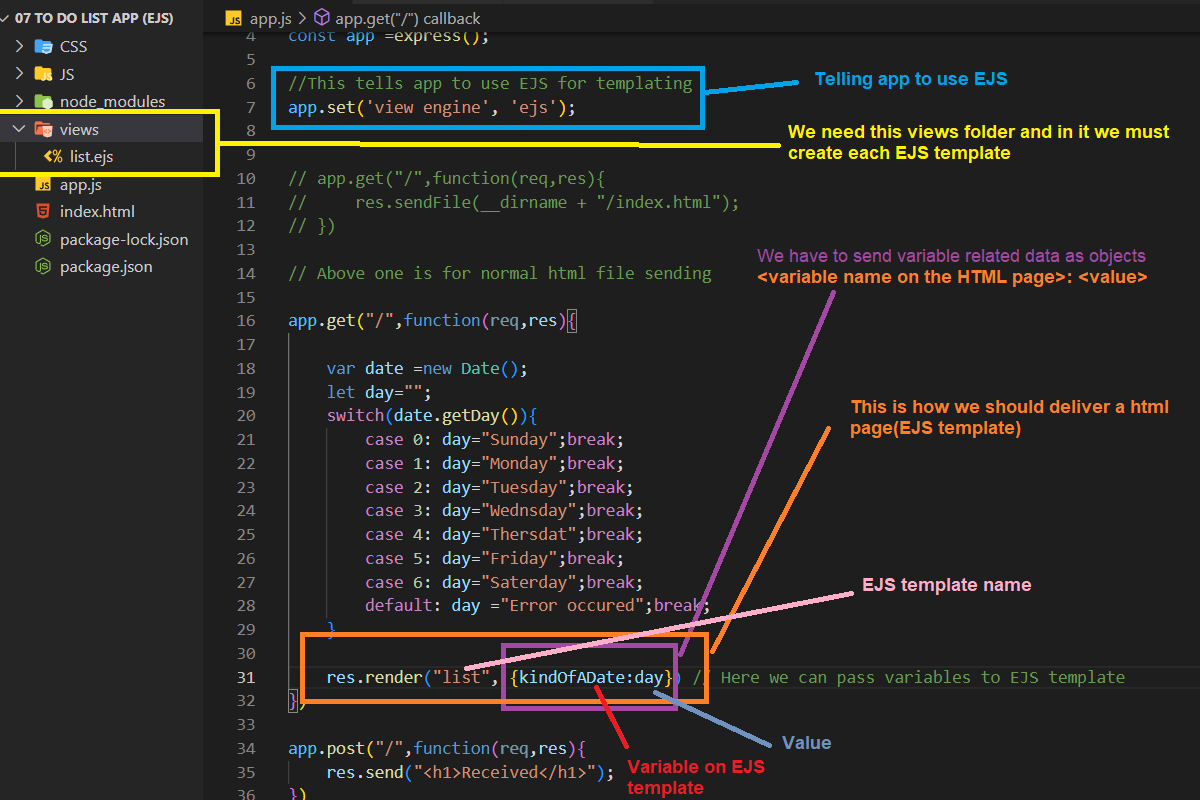 07 TO DO LIST APP (EJS)
CSS
JS
node_modules
views
list.ejs
app.js
index.html
package-lock.json
package.json
app.js > app.get("/") callback
4 const app =express();
5
6 //This tells app to use EJS for templating
7 app.set('view engine', 'ejs');
8
9
10 // app.get("/",function(req,res){
11 //     res.sendFile(__dirname + "/index.html");
12 // })
13
14 // Above one is for normal html file sending
15
16 app.get("/",function(req,res){
17
18     var date =new Date();
19     let day="";
20     switch(date.getDay()){
21         case 0: day="Sunday";break;
22         case 1: day="Monday";break;
23         case 2: day="Tuesday";break;
24         case 3: day="Wednsday";break;
25         case 4: day="Thersdat";break;
26         case 5: day="Friday";break;
27         case 6: day="Saterday";break;
28         default: day ="Error occured";break;
29     }
30
31     res.render("list", {kindOfADate:day}) // Here we can pass variables to EJS template
32 })
33
34 app.post("/",function(req,res){
35     res.send("<h1>Received</h1>");
36 })
Telling app to use EJS
We need this views folder and in it we must
create each EJS template
We have to send variable related data as objects
<variable name on the HTML page>: <value>
This is how we should deliver a html
page(EJS template)
EJS template name
Value
Variable on EJS
template